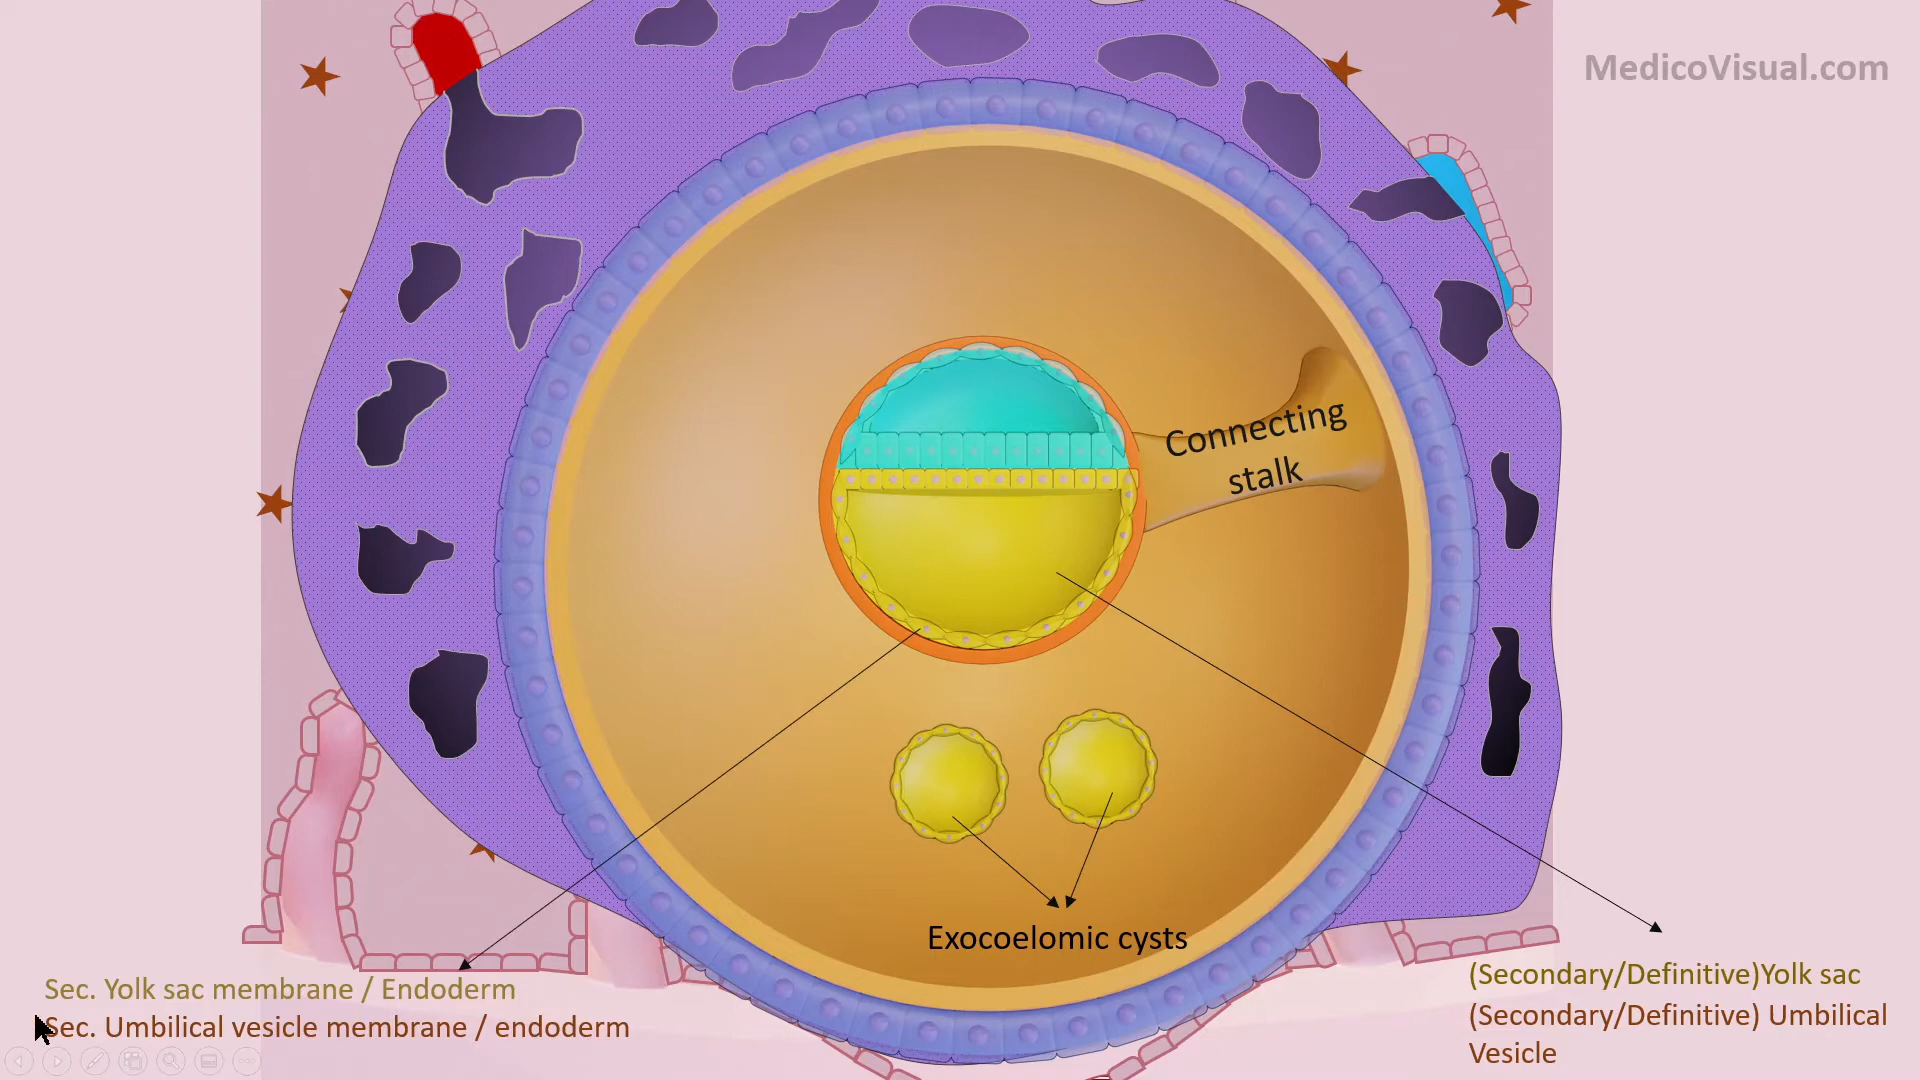 MedicoVisual.com
Connecting
stalk
Exocoelomic cysts
Sec. Yolk sac membrane / Endoderm
Sec. Umbilical vesicle membrane / endoderm
(Secondary/Definitive)Yolk sac
(Secondary/Definitive) Umbilical
Vesicle